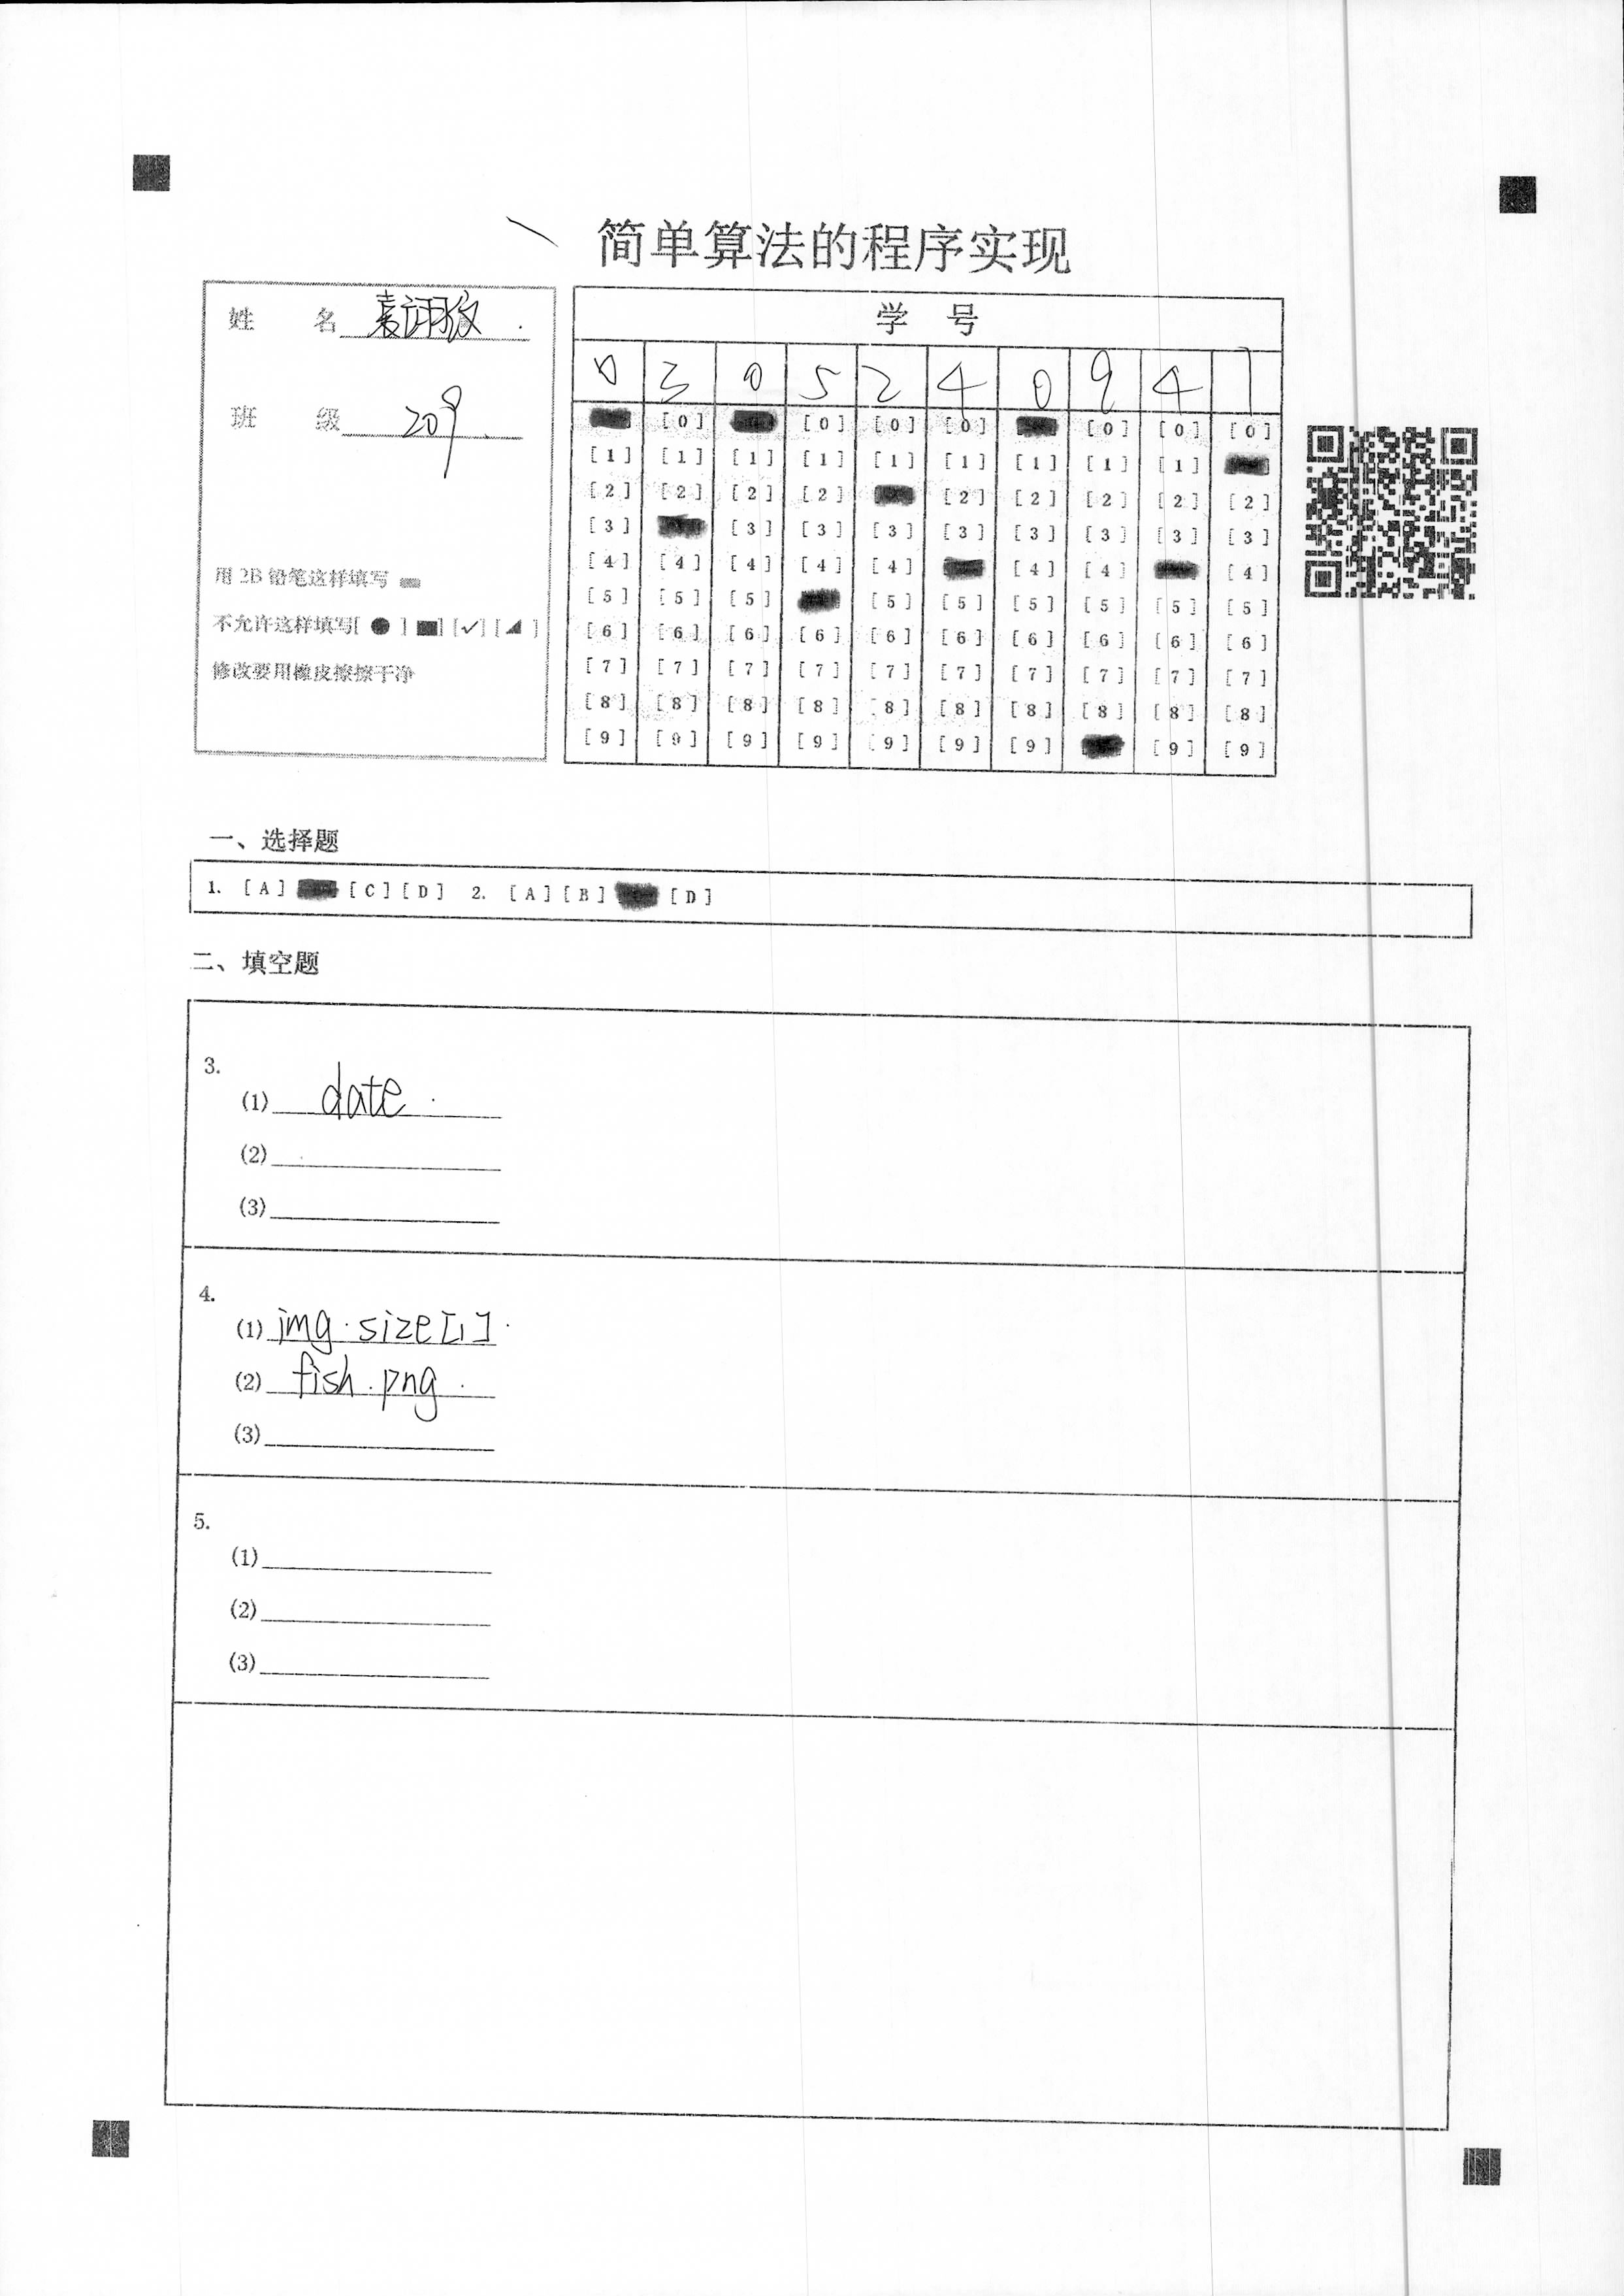 简单算法的程序实现
姓 名
班 级 209
用 2B 铅笔这样填写
不允许这样填写[ ● ] [■] [✓] [◢ ]
修改要用橡皮擦擦干净
学 号
0 3 0 5 2 4 0 9 4 1
[0] [0] [0] [0] [0] [0] [0]
[1] [1] [1] [1] [1] [1] [1] [1] [1]
[2] [2] [2] [2] [2] [2] [2] [2] [2]
[3] [3] [3] [3] [3] [3] [3] [3] [3]
[4] [4] [4] [4] [4] [4] [4] [4]
[5] [5] [5] [5] [5] [5] [5] [5] [5]
[6] [6] [6] [6] [6] [6] [6] [6] [6] [6]
[7] [7] [7] [7] [7] [7] [7] [7] [7] [7]
[8] [8] [8] [8] [8] [8] [8] [8] [8] [8]
[9] [9] [9] [9] [9] [9] [9] [9] [9]
一、选择题
1. [A] [C] [D] 2. [A] [B] [D]
二、填空题
3.
(1) date
(2)
(3)
4.
(1) img.size[1]
(2) fish.png
(3)
5.
(1)
(2)
(3)